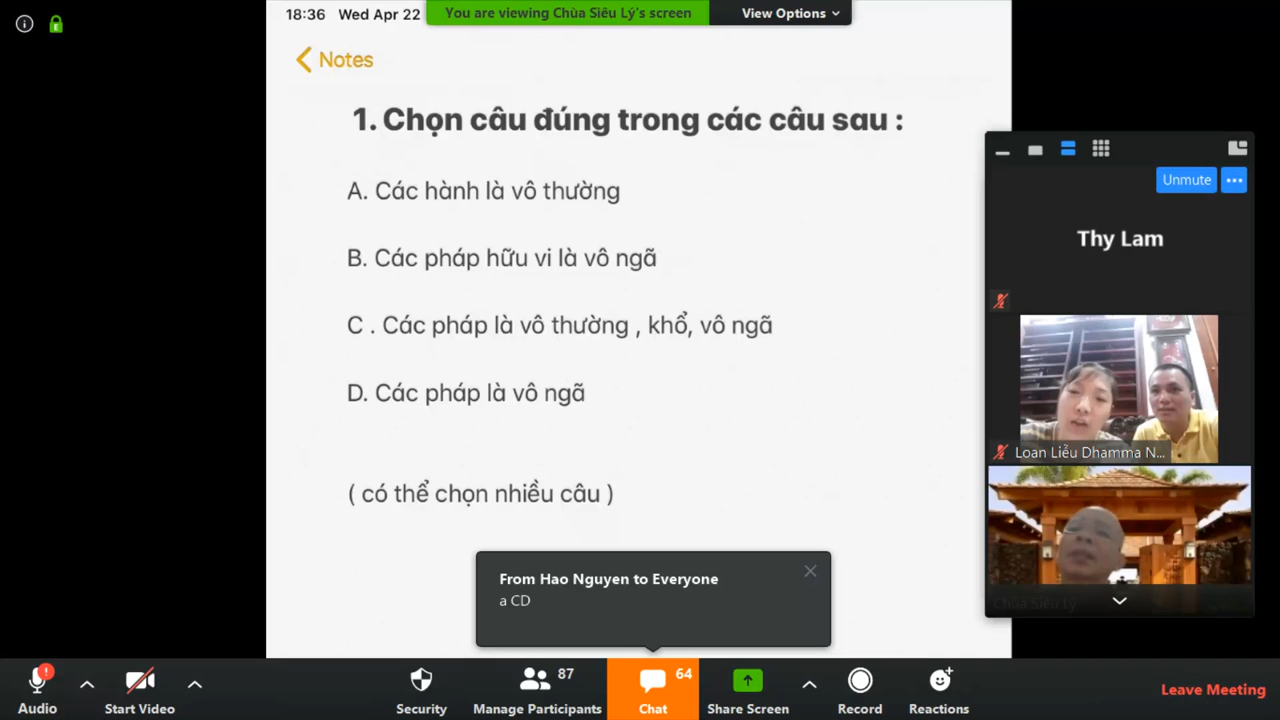 18:36 Wed Apr 22
You are viewing Chùa Siêu Lý's screen
View Options
Notes
1. Chọn câu đúng trong các câu sau :
A. Các hành là vô thường
B. Các pháp hữu vi là vô ngã
C . Các pháp là vô thường , khổ, vô ngã
D. Các pháp là vô ngã
( có thể chọn nhiều câu )
Unmute
Thy Lam
Loan Liễu Dhamma N...
Chùa Siêu Lý
From Hao Nguyen to Everyone
a CD
Audio
Start Video
Security
87
Manage Participants
64
Chat
Share Screen
Record
Reactions
Leave Meeting